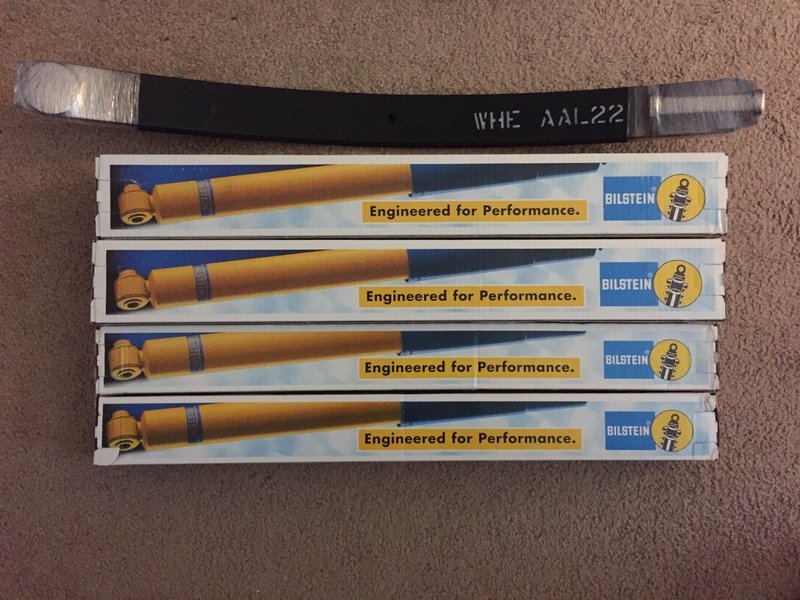 WHE AAL22
Engineered for Performance.
BILSTEIN
Engineered for Performance.
BILSTEIN
Engineered for Performance.
BILSTEIN
Engineered for Performance.
BILSTEIN